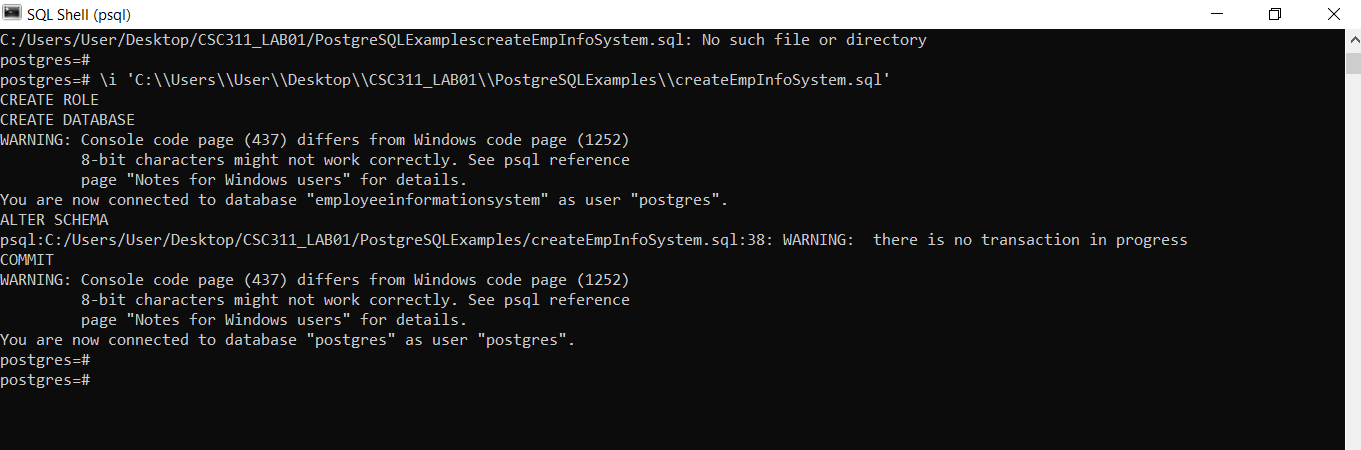 SQL Shell (psql)
C:/Users/User/Desktop/CSC311_LAB01/PostgreSQLExamplescreateEmpInfoSystem.sql: No such file or directory
postgres=#
postgres=# \i 'C:\\Users\\User\\Desktop\\CSC311_LAB01\\PostgreSQLExamples\\createEmpInfoSystem.sql'
CREATE ROLE
CREATE DATABASE
WARNING: Console code page (437) differs from Windows code page (1252)
         8-bit characters might not work correctly. See psql reference
         page "Notes for Windows users" for details.
You are now connected to database "employeeinformationsystem" as user "postgres".
ALTER SCHEMA
psql:C:/Users/User/Desktop/CSC311_LAB01/PostgreSQLExamples/createEmpInfoSystem.sql:38: WARNING:  there is no transaction in progress
COMMIT
WARNING: Console code page (437) differs from Windows code page (1252)
         8-bit characters might not work correctly. See psql reference
         page "Notes for Windows users" for details.
You are now connected to database "postgres" as user "postgres".
postgres=#
postgres=#